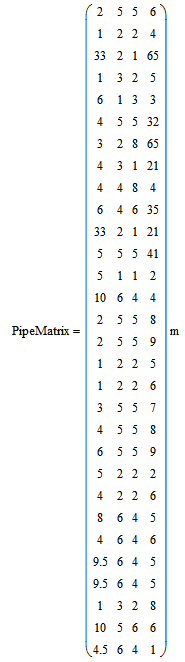 2 5 5 6
1 2 2 4
33 2 1 65
1 3 2 5
6 1 3 3
4 5 5 32
3 2 8 65
4 3 1 21
4 4 8 4
6 4 6 35
33 2 1 21
5 5 5 41
5 1 1 2
10 6 4 4
2 5 5 8
PipeMatrix = 2 5 5 9 m
1 2 2 5
1 2 2 6
3 5 5 7
4 5 5 8
6 5 5 9
5 2 2 2
4 2 2 6
8 6 4 5
4 6 4 6
9.5 6 4 5
9.5 6 4 5
1 3 2 8
10 5 6 6
4.5 6 4 1